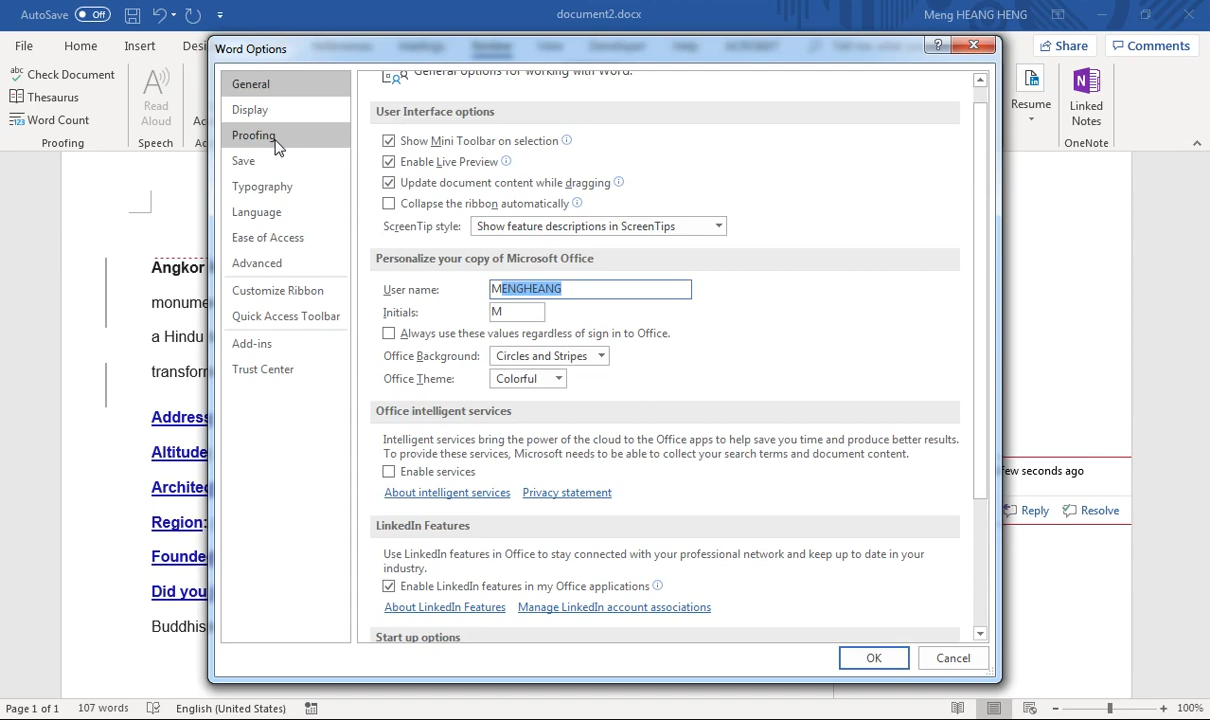 AutoSave Off document2.docx Meng HEANG HENG
File Home Insert Desi Share Comments
Check Document
Thesaurus
Word Count
Proofing
Read Aloud
Speech
Resume
Linked Notes
OneNote
Word Options
General
Display
Proofing
Save
Typography
Language
Ease of Access
Advanced
Customize Ribbon
Quick Access Toolbar
Add-ins
Trust Center
General options for working with Word.
User Interface options
Show Mini Toolbar on selection
Enable Live Preview
Update document content while dragging
Collapse the ribbon automatically
ScreenTip style: Show feature descriptions in ScreenTips
Personalize your copy of Microsoft Office
User name: MENGHEANG
Initials: M
Always use these values regardless of sign in to Office.
Office Background: Circles and Stripes
Office Theme: Colorful
Office intelligent services
Intelligent services bring the power of the cloud to the Office apps to help save you time and produce better results.
To provide these services, Microsoft needs to be able to collect your search terms and document content.
Enable services
About intelligent services Privacy statement
LinkedIn Features
Use LinkedIn features in Office to stay connected with your professional network and keep up to date in your
industry.
Enable LinkedIn features in my Office applications
About LinkedIn Features Manage LinkedIn account associations
Start up options
OK Cancel
Angkor
monume
a Hindu
transforr
Address
Altitude
Archited
Region:
Founde
Did you
Buddhis
few seconds ago
Reply Resolve
Page 1 of 1 107 words English (United States) 100%